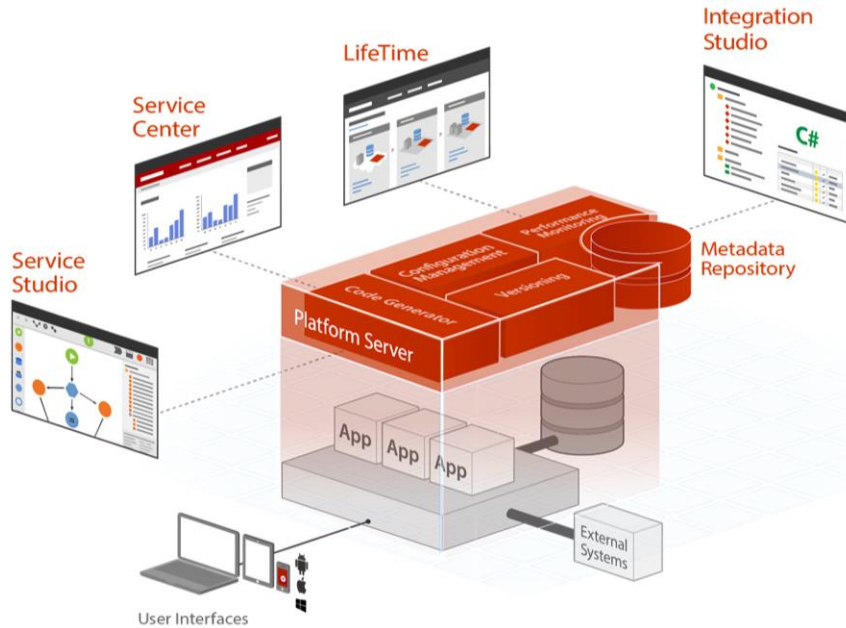 Integration
Studio
LifeTime
Service
Center
C#
Service
Studio
Performance
Monitoring
Configuration
Management
Metadata
Repository
Code Generator
Versioning
Platform Server
App
App
App
External
Systems
User Interfaces